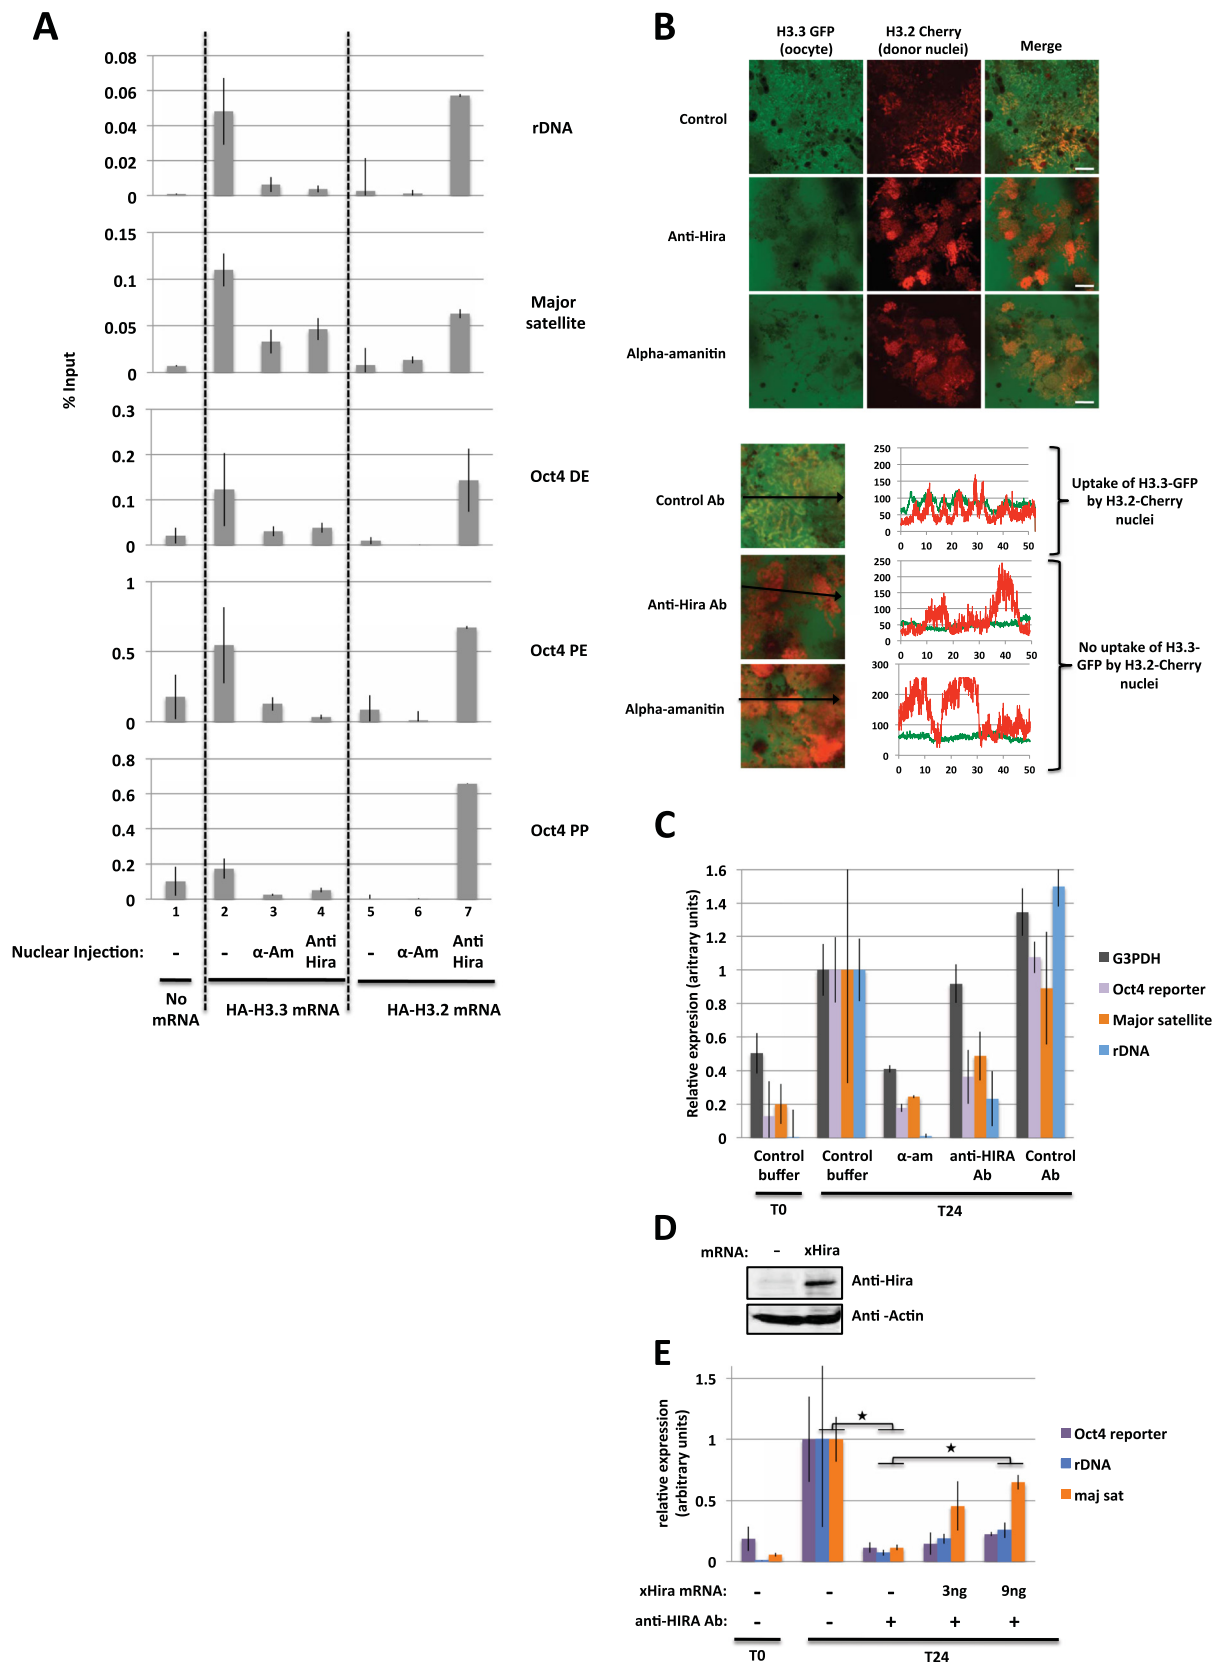 A
0.08
0.06
0.04
0.02
0
rDNA
0.15
0.1
0.05
0
Major
satellite
% Input
0.3
0.2
0.1
0
Oct4 DE
1
0.5
0
Oct4 PE
0.8
0.6
0.4
0.2
0
Oct4 PP
1 2 3 4 5 6 7
Nuclear Injection: - - α-Am Anti Hira - α-Am Anti Hira
No
mRNA
HA-H3.3 mRNA
HA-H3.2 mRNA
B
H3.3 GFP
(oocyte)
H3.2 Cherry
(donor nuclei)
Merge
Control
Anti-Hira
Alpha-amanitin
Control Ab
250
200
150
100
50
0
0 10 20 30 40 50
Uptake of H3.3-GFP
by H3.2-Cherry
nuclei
Anti-Hira Ab
250
200
150
100
50
0
0 10 20 30 40 50
No uptake of H3.3-
GFP by H3.2-Cherry
nuclei
Alpha-amanitin
300
200
100
0
0 10 20 30 40 50
C
Relative expresion (aritrary units)
1.6
1.4
1.2
1
0.8
0.6
0.4
0.2
0
G3PDH
Oct4 reporter
Major satellite
rDNA
Control
buffer
Control
buffer
α-am
anti-HIRA
Ab
Control
Ab
T0
T24
D
mRNA: - xHira
Anti-Hira
Anti -Actin
E
relative expression
(arbitrary units)
1.5
1
0.5
0
★
★
Oct4 reporter
rDNA
maj sat
xHira mRNA: - - - 3ng 9ng
anti-HIRA Ab: - - + + +
T0
T24